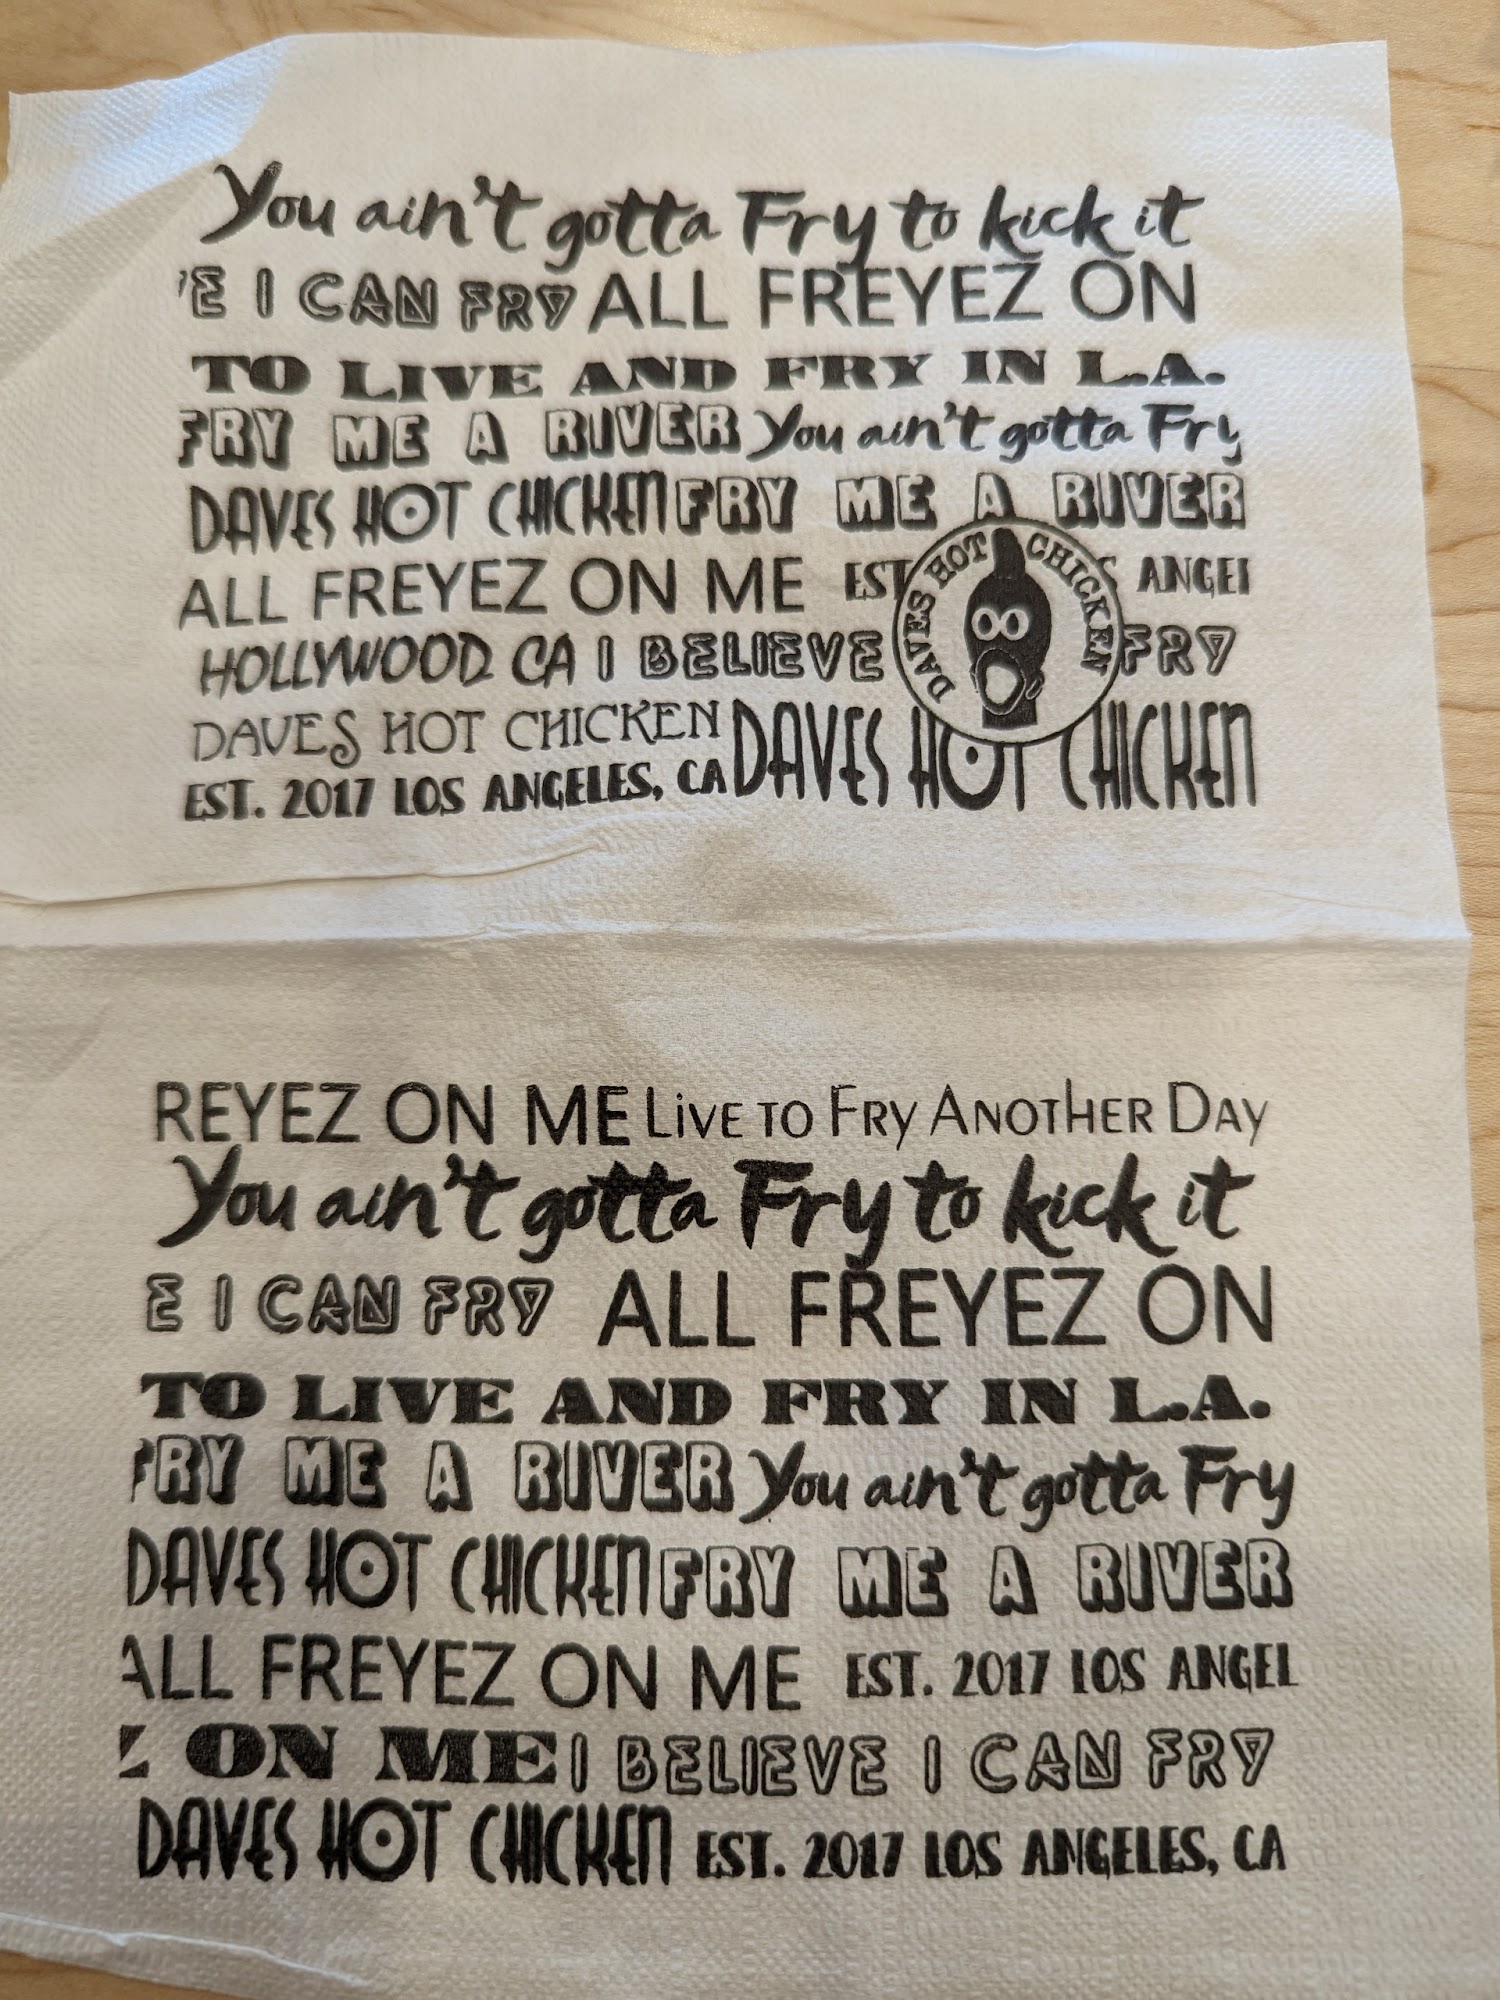 You ain't gotta Fry to kick it
'E I CAN FRY ALL FREYEZ ON
TO LIVE AND FRY IN L.A.
FRY ME A RIVER You ain't gotta Fry
DAVES HOT CHICKEN FRY ME A RIVER
ALL FREYEZ ON ME EST ANGEL
DAVES HOT CHICKEN
HOLLYWOOD CA I BELIEVE FRY
DAVES HOT CHICKEN DAVES HOT CHICKEN
EST. 2017 LOS ANGELES, CA
REYEZ ON ME Live to Fry Another Day
You ain't gotta Fry to kick it
E I CAN FRY ALL FREYEZ ON
TO LIVE AND FRY IN L.A.
FRY ME A RIVER You ain't gotta Fry
DAVES HOT CHICKEN FRY ME A RIVER
ALL FREYEZ ON ME EST. 2017 LOS ANGEL
Z ON ME I BELIEVE I CAN FRY
DAVES HOT CHICKEN EST. 2017 LOS ANGELES, CA